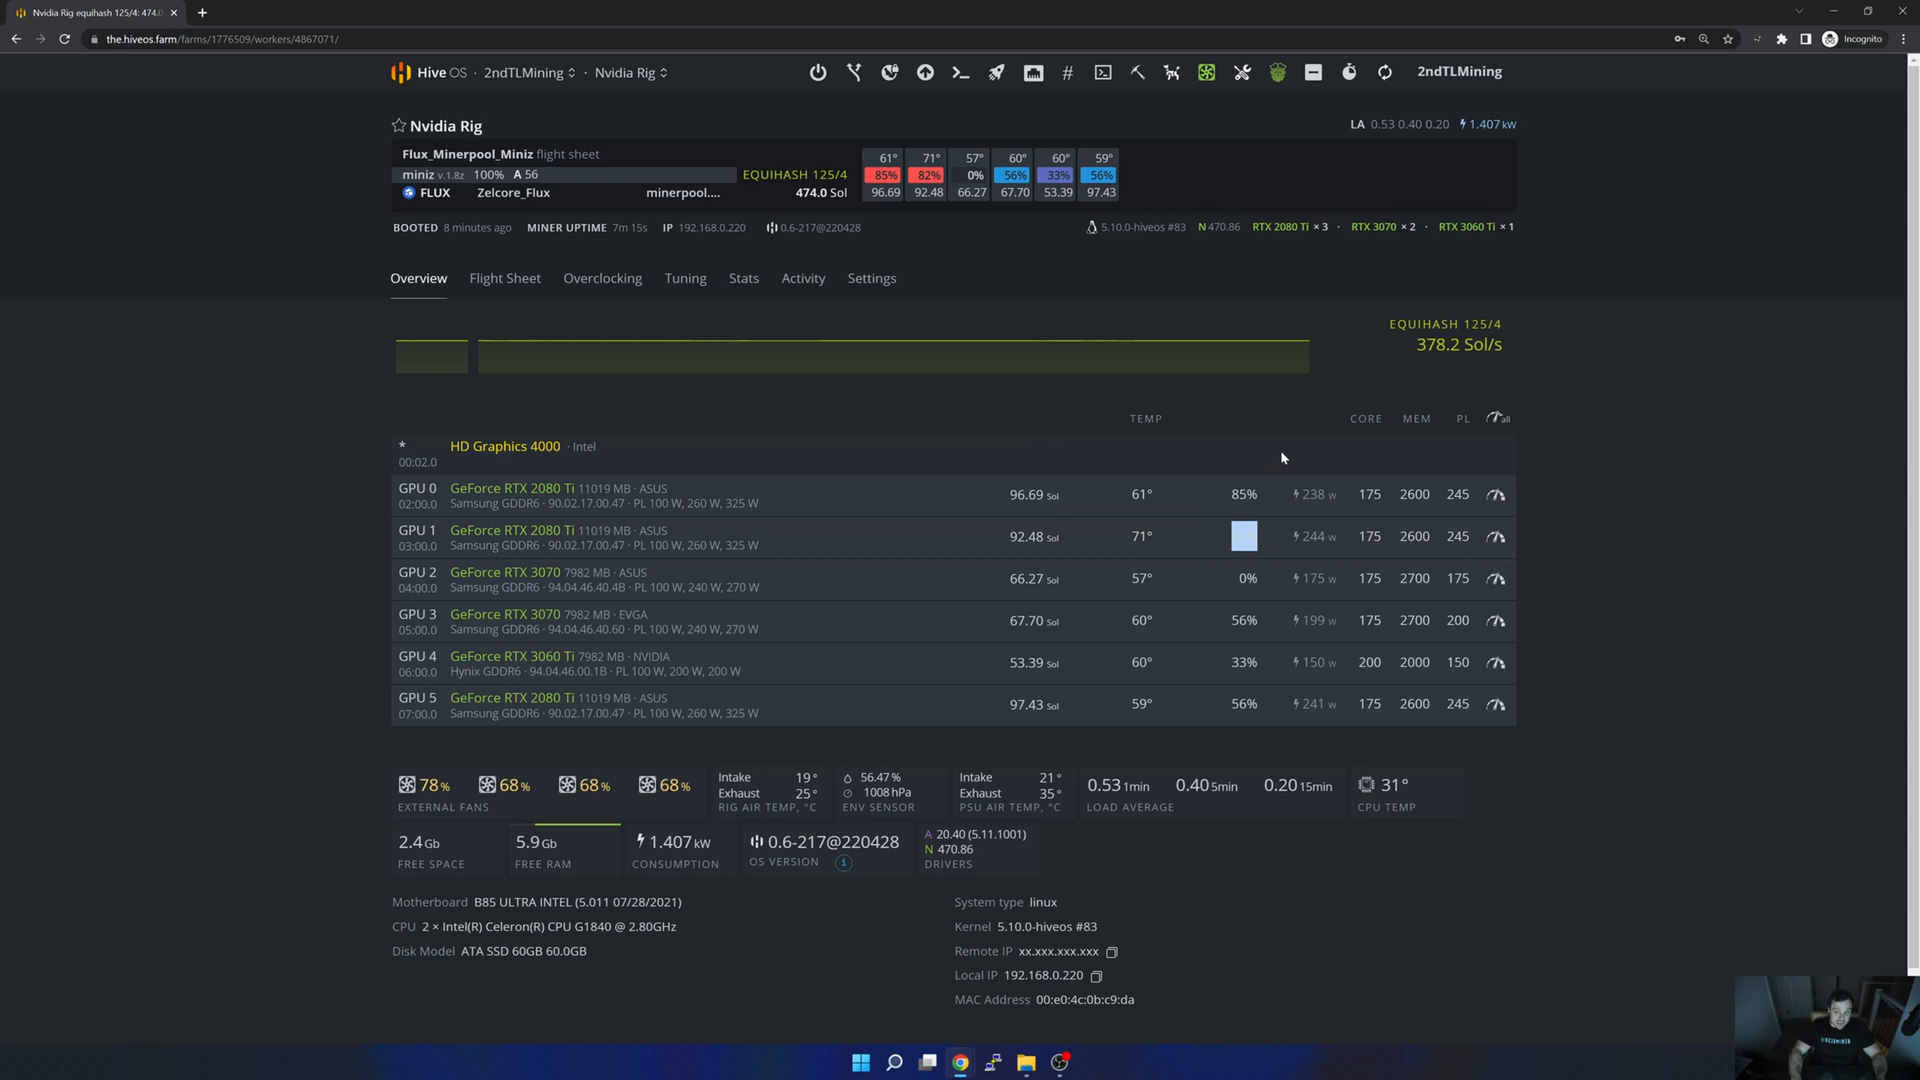 Nvidia Rig equihash 125/4: 474.0
the.hiveos.farm/farms/1776509/workers/4867071/
Incognito
Hive OS · 2ndTLMining · Nvidia Rig
2ndTLMining
Nvidia Rig
LA 0.53 0.40 0.20 1.407 kW
Flux_Minerpool_Miniz flight sheet
miniz v.1.8z 100% A 56 EQUIHASH 125/4
FLUX Zelcore_Flux minerpool.... 474.0 Sol
61° 71° 57° 60° 60° 59°
85% 82% 0% 56% 33% 56%
96.69 92.48 66.27 67.70 53.39 97.43
BOOTED 8 minutes ago MINER UPTIME 7m 15s IP 192.168.0.220 0.6-217@220428
5.10.0-hiveos #83 N 470.86 RTX 2080 Ti × 3 · RTX 3070 × 2 · RTX 3060 Ti × 1
Overview Flight Sheet Overclocking Tuning Stats Activity Settings
EQUIHASH 125/4
378.2 Sol/s
TEMP CORE MEM PL all
* HD Graphics 4000 · Intel
00:02.0
GPU 0 GeForce RTX 2080 Ti 11019 MB · ASUS 96.69 Sol 61° 85% 238 W 175 2600 245
02:00.0 Samsung GDDR6 · 90.02.17.00.47 · PL 100 W, 260 W, 325 W
GPU 1 GeForce RTX 2080 Ti 11019 MB · ASUS 92.48 Sol 71° 244 W 175 2600 245
03:00.0 Samsung GDDR6 · 90.02.17.00.47 · PL 100 W, 260 W, 325 W
GPU 2 GeForce RTX 3070 7982 MB · ASUS 66.27 Sol 57° 0% 175 W 175 2700 175
04:00.0 Samsung GDDR6 · 94.04.46.40.4B · PL 100 W, 240 W, 270 W
GPU 3 GeForce RTX 3070 7982 MB · EVGA 67.70 Sol 60° 56% 199 W 175 2700 200
05:00.0 Samsung GDDR6 · 94.04.46.40.60 · PL 100 W, 240 W, 270 W
GPU 4 GeForce RTX 3060 Ti 7982 MB · NVIDIA 53.39 Sol 60° 33% 150 W 200 2000 150
06:00.0 Hynix GDDR6 · 94.04.46.00.1B · PL 100 W, 200 W, 200 W
GPU 5 GeForce RTX 2080 Ti 11019 MB · ASUS 97.43 Sol 59° 56% 241 W 175 2600 245
07:00.0 Samsung GDDR6 · 90.02.17.00.47 · PL 100 W, 260 W, 325 W
78% 68% 68% 68%
EXTERNAL FANS
Intake 19°
Exhaust 25°
RIG AIR TEMP, °C
56.47%
1008 hPa
ENV SENSOR
Intake 21°
Exhaust 35°
PSU AIR TEMP, °C
0.53 1min 0.40 5min 0.20 15min
LOAD AVERAGE
31°
CPU TEMP
2.4 Gb
FREE SPACE
5.9 Gb
FREE RAM
1.407 kW
CONSUMPTION
0.6-217@220428
OS VERSION
A 20.40 (5.11.1001)
N 470.86
DRIVERS
Motherboard B85 ULTRA INTEL (5.011 07/28/2021)
CPU 2 × Intel(R) Celeron(R) CPU G1840 @ 2.80GHz
Disk Model ATA SSD 60GB 60.0GB
System type linux
Kernel 5.10.0-hiveos #83
Remote IP xx.xxx.xxx.xxx
Local IP 192.168.0.220
MAC Address 00:e0:4c:0b:c9:da